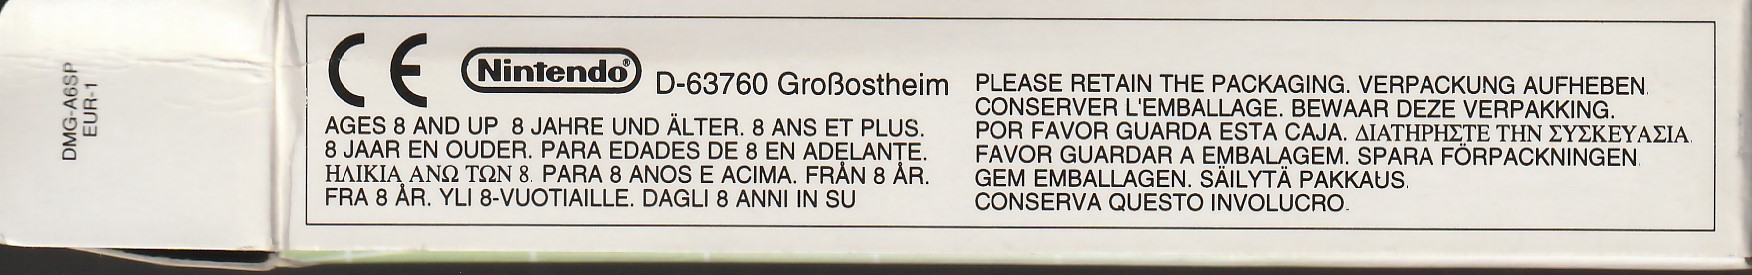 DMG-A6SP
EUR-1
CE Nintendo® D-63760 Großostheim
AGES 8 AND UP 8 JAHRE UND ÄLTER. 8 ANS ET PLUS.
8 JAAR EN OUDER. PARA EDADES DE 8 EN ADELANTE.
ΗΛΙΚΙΑ ΑΝΩ ΤΩΝ 8. PARA 8 ANOS E ACIMA. FRÅN 8 ÅR.
FRA 8 ÅR. YLI 8-VUOTIAILLE. DAGLI 8 ANNI IN SU
PLEASE RETAIN THE PACKAGING. VERPACKUNG AUFHEBEN.
CONSERVER L'EMBALLAGE. BEWAAR DEZE VERPAKKING.
POR FAVOR GUARDA ESTA CAJA. ΔΙΑΤΗΡΗΣΤΕ ΤΗΝ ΣΥΣΚΕΥΑΣΙΑ.
FAVOR GUARDAR A EMBALAGEM. SPARA FÖRPACKNINGEN.
GEM EMBALLAGEN. SÄILYTÄ PAKKAUS.
CONSERVA QUESTO INVOLUCRO.